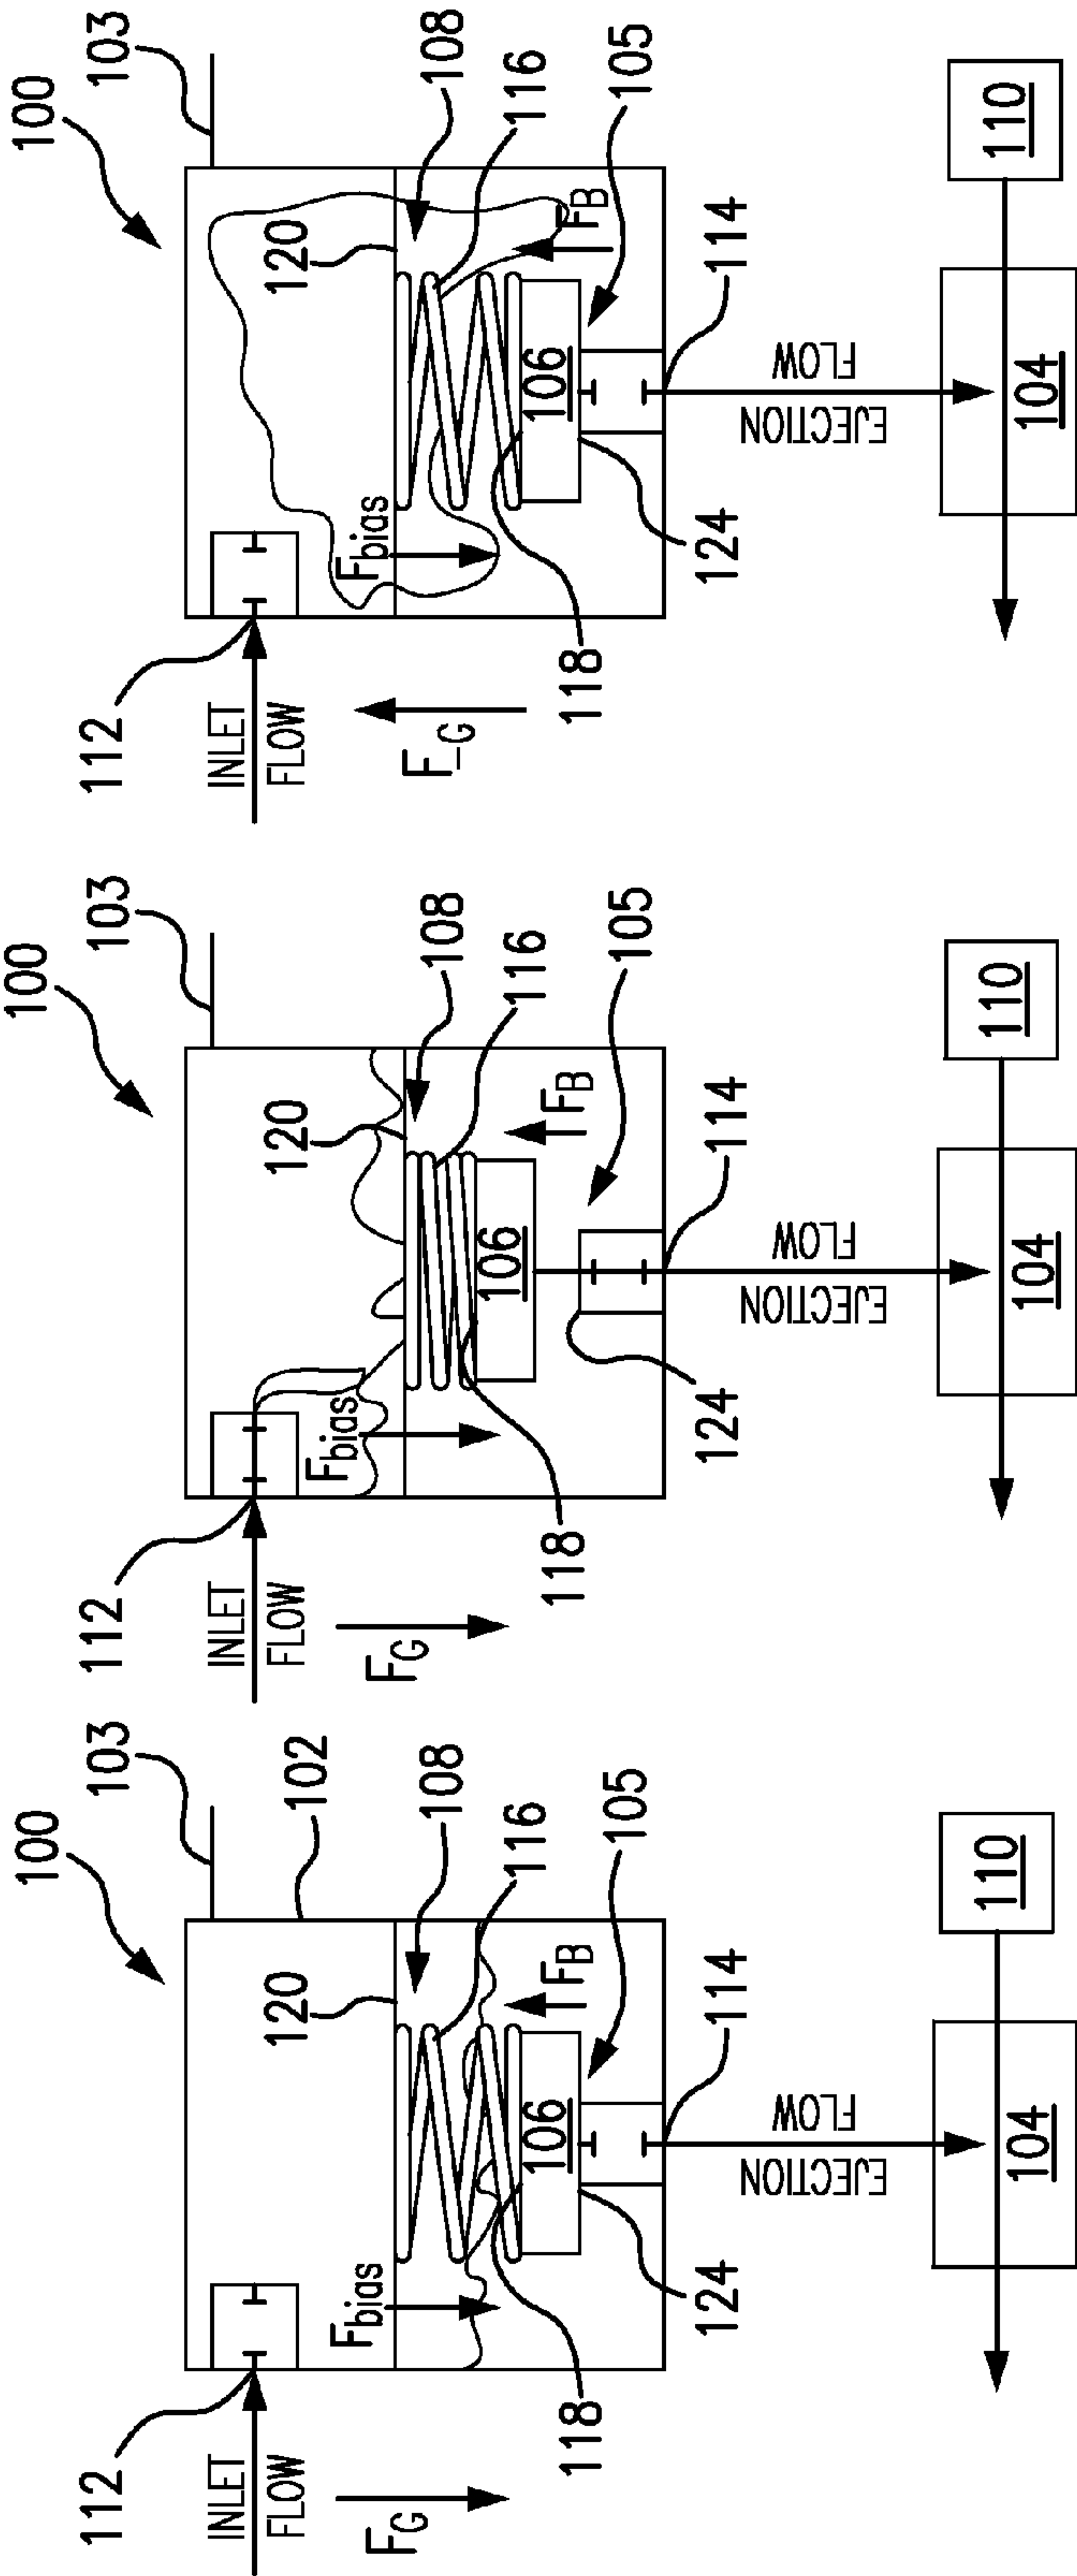 100
103
112
102
INLET
FLOW
120
108
F_G
F_bias
116
F_B
106
105
118
124
114
EJECTION
FLOW
104
110
100
103
112
INLET
FLOW
120
108
F_G
F_bias
116
F_B
106
105
118
124
114
EJECTION
FLOW
104
110
100
103
112
INLET
FLOW
120
108
F_-G
F_bias
116
F_B
106
105
118
124
114
EJECTION
FLOW
104
110